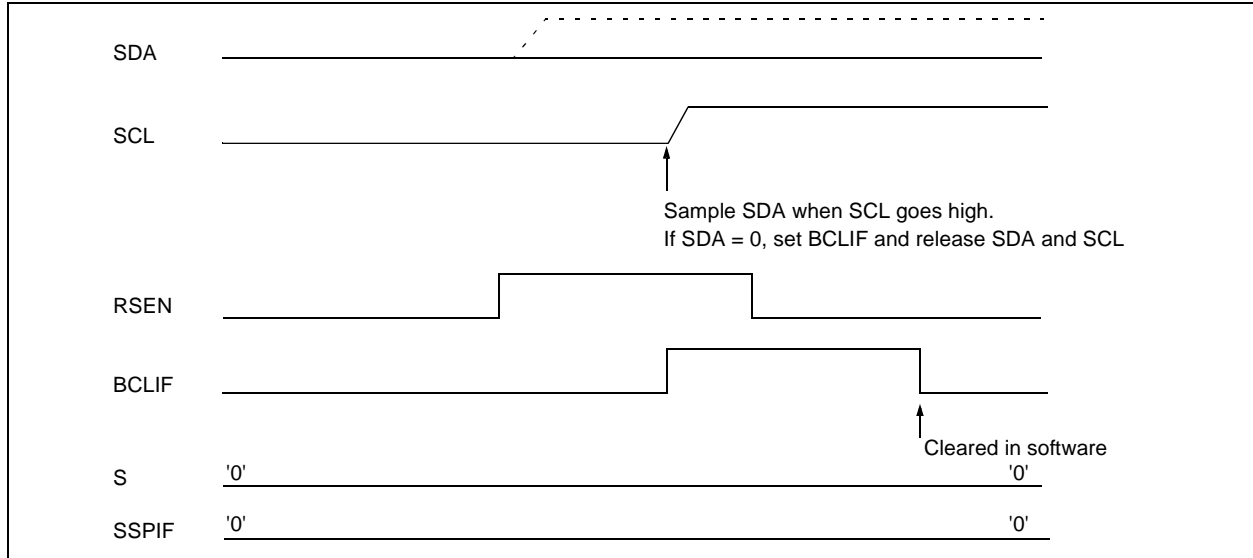 SDA
SCL
Sample SDA when SCL goes high.
If SDA = 0, set BCLIF and release SDA and SCL
RSEN
BCLIF
Cleared in software
S '0' '0'
SSPIF '0' '0'